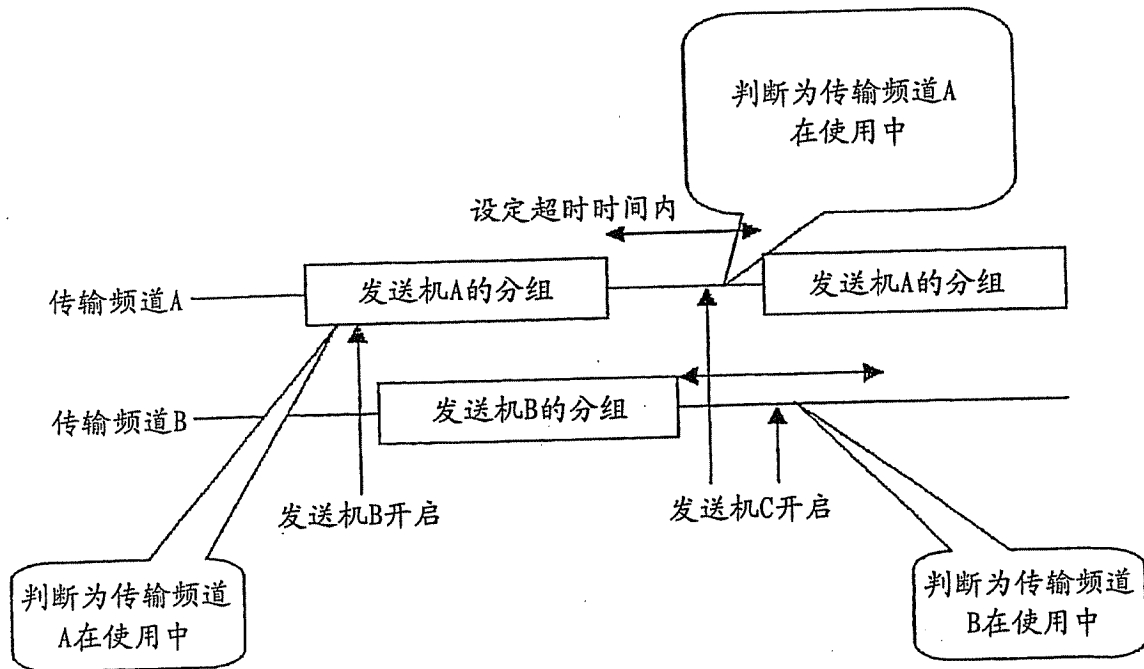 判断为传输频道A
在使用中
设定超时时间内
传输频道A
发送机A的分组
发送机A的分组
传输频道B
发送机B的分组
发送机B开启
发送机C开启
判断为传输频道
A在使用中
判断为传输频道
B在使用中